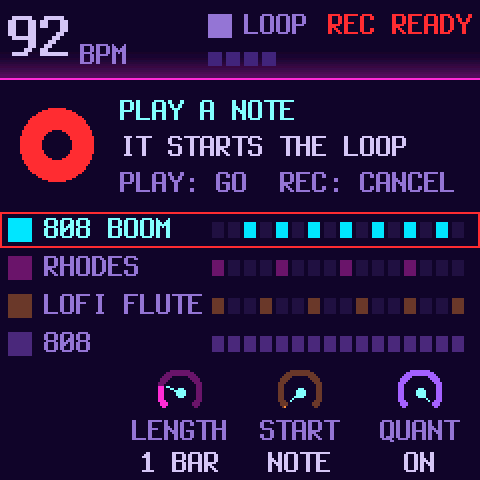 92 BPM LOOP REC READY
PLAY A NOTE
IT STARTS THE LOOP
PLAY: GO REC: CANCEL
808 BOOM
RHODES
LOFI FLUTE
808
LENGTH START QUANT
1 BAR NOTE ON